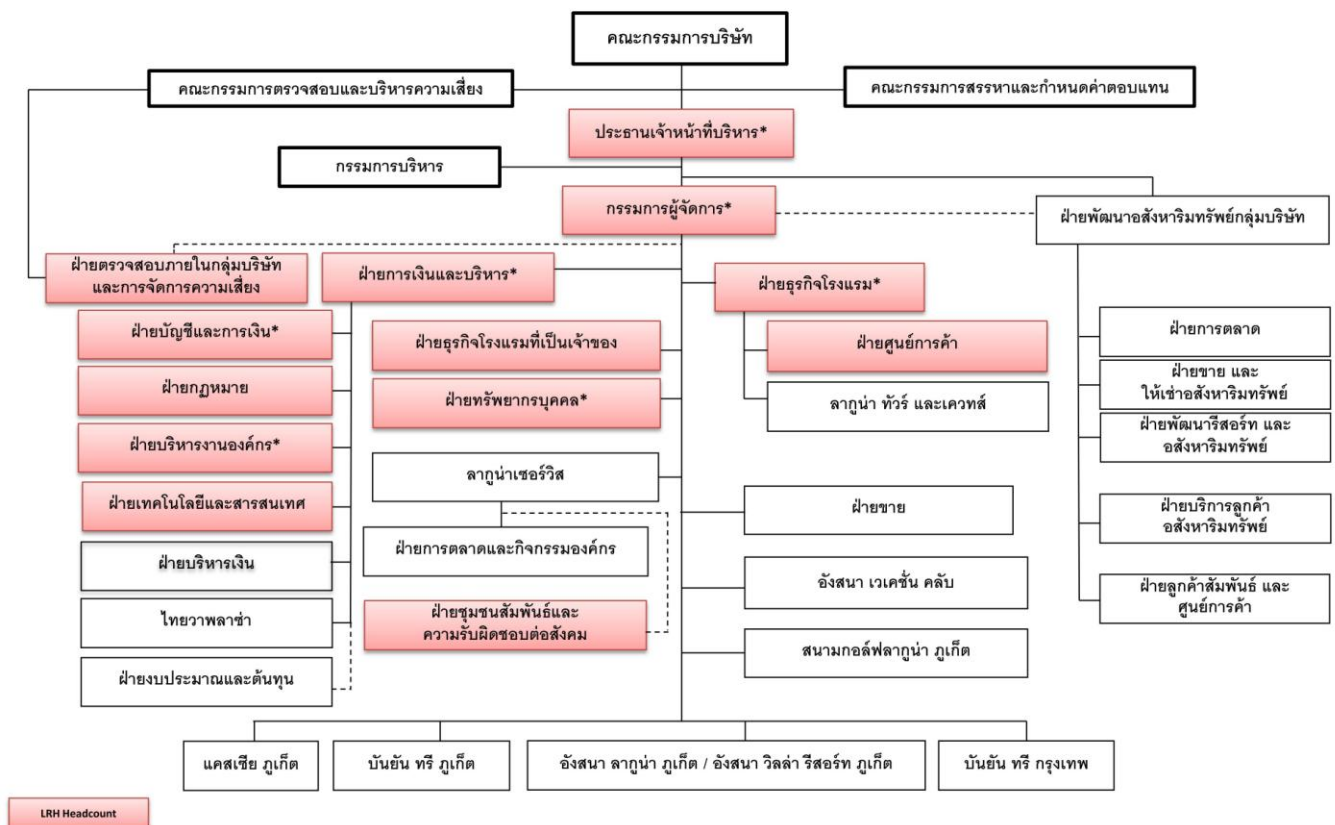 คณะกรรมการบริษัท
คณะกรรมการตรวจสอบและบริหารความเสี่ยง
คณะกรรมการสรรหาและกำหนดค่าตอบแทน
ประธานเจ้าหน้าที่บริหาร*
กรรมการบริหาร
กรรมการผู้จัดการ*
ฝ่ายพัฒนาอสังหาริมทรัพย์กลุ่มบริษัท
ฝ่ายตรวจสอบภายในกลุ่มบริษัท
และการจัดการความเสี่ยง
ฝ่ายการเงินและบริหาร*
ฝ่ายธุรกิจโรงแรม*
ฝ่ายบัญชีและการเงิน*
ฝ่ายกฏหมาย
ฝ่ายบริหารงานองค์กร*
ฝ่ายเทคโนโลยีและสารสนเทศ
ฝ่ายบริหารเงิน
ไทยวาพลาซ่า
ฝ่ายงบประมาณและต้นทุน
ฝ่ายธุรกิจโรงแรมที่เป็นเจ้าของ
ฝ่ายทรัพยากรบุคคล*
ลากูน่าเซอร์วิส
ฝ่ายการตลาดและกิจกรรมองค์กร
ฝ่ายชุมชนสัมพันธ์และ
ความรับผิดชอบต่อสังคม
ฝ่ายศูนย์การค้า
ลากูน่า ทัวร์ และเควทส์
ฝ่ายขาย
อังสนา เวเคชั่น คลับ
สนามกอล์ฟลากูน่า ภูเก็ต
ฝ่ายการตลาด
ฝ่ายขาย และ
ให้เช่าอสังหาริมทรัพย์
ฝ่ายพัฒนารีสอร์ท และ
อสังหาริมทรัพย์
ฝ่ายบริการลูกค้า
อสังหาริมทรัพย์
ฝ่ายลูกค้าสัมพันธ์ และ
ศูนย์การค้า
แคสเซีย ภูเก็ต
บันยัน ทรี ภูเก็ต
อังสนา ลากูน่า ภูเก็ต / อังสนา วิลล่า รีสอร์ท ภูเก็ต
บันยัน ทรี กรุงเทพ
LRH Headcount